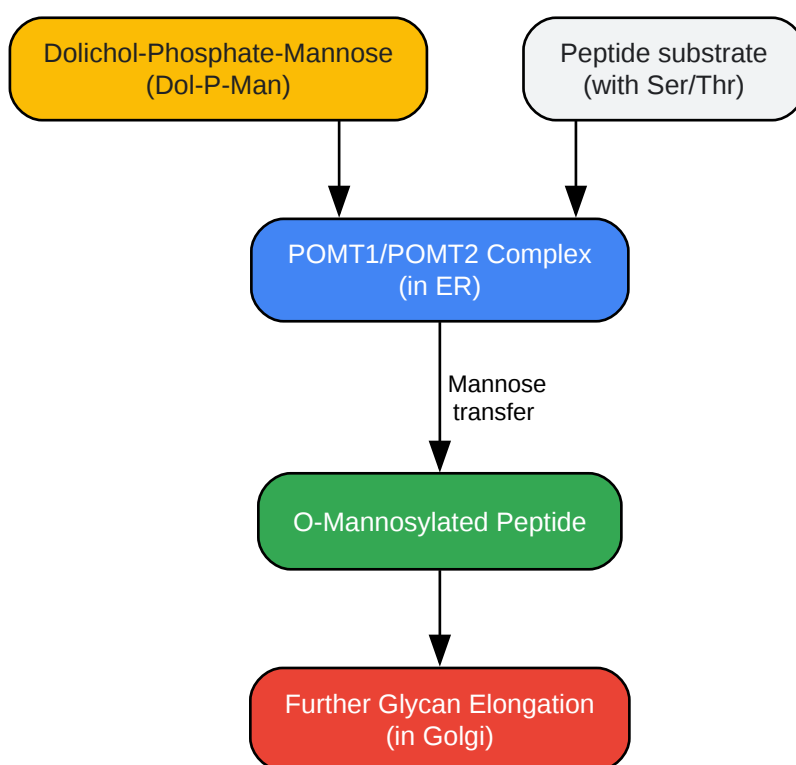 Dolichol-Phosphate-Mannose
(Dol-P-Man)
Peptide substrate
(with Ser/Thr)
POMT1/POMT2 Complex
(in ER)
Mannose
transfer
O-Mannosylated Peptide
Further Glycan Elongation
(in Golgi)